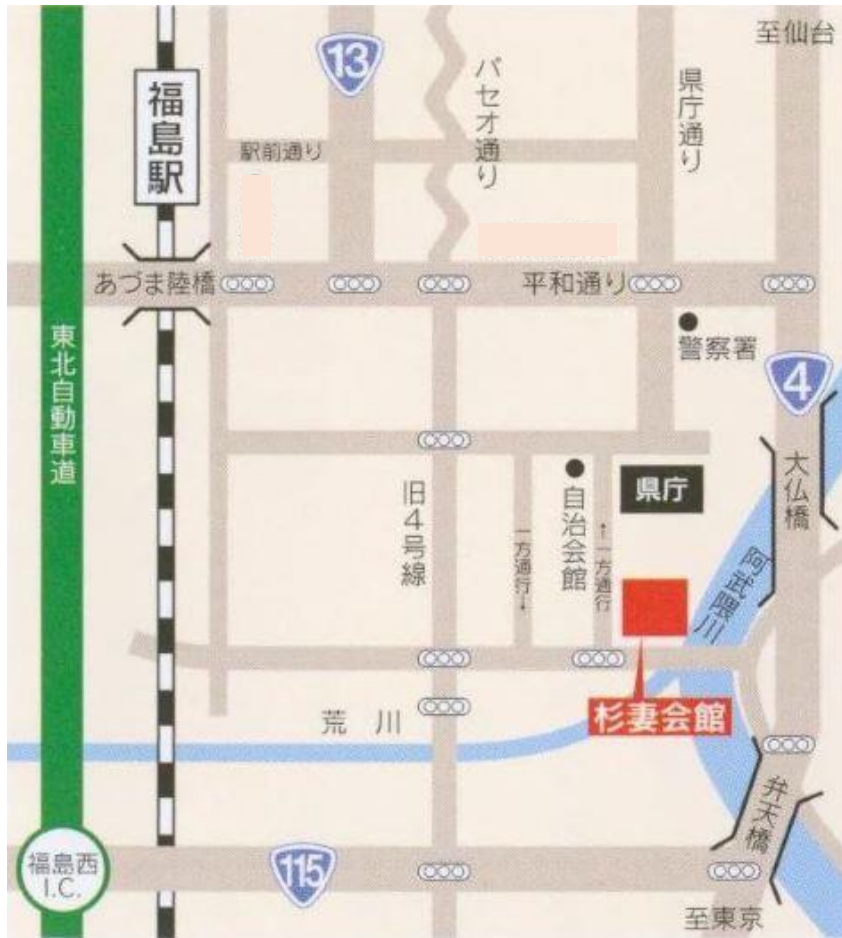 至仙台
13
福島駅
パセオ通り
県庁通り
駅前通り
あづま陸橋
平和通り
警察署
東北自動車道
4
大仏橋
県庁
自治会館
旧4号線
一方通行→
←一方通行
阿武隈川
杉妻会館
荒川
弁天橋
福島西
I.C.
115
至東京